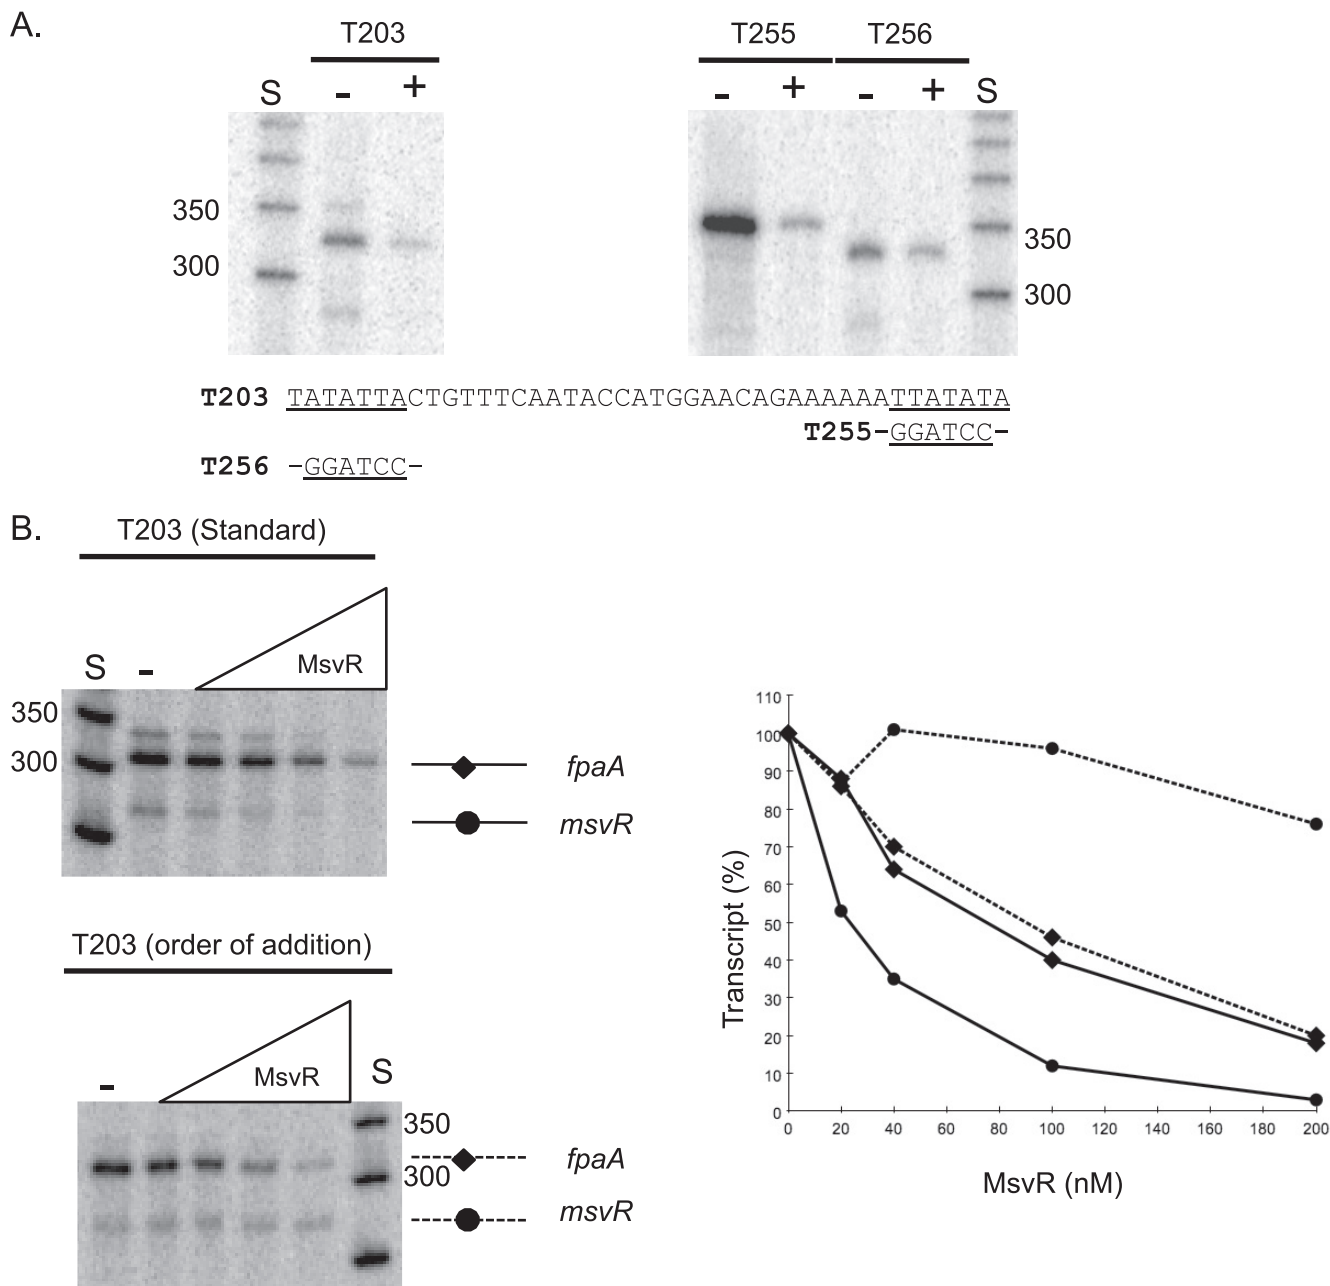 A.
T203
T255 T256
S - +
- + - + S
350
300
350
300
T203 TATATTACTGTTTCAATACCATGGAACAGAAAAAATTATATA
T255-GGATCC-
T256 -GGATCC-
B.
T203 (Standard)
MsvR
S -
350
300
fpaA
msvR
T203 (order of addition)
MsvR
- S
350
300
fpaA
msvR
110
100
90
80
70
60
50
40
30
20
10
0
Transcript (%)
0 20 40 60 80 100 120 140 160 180 200
MsvR (nM)